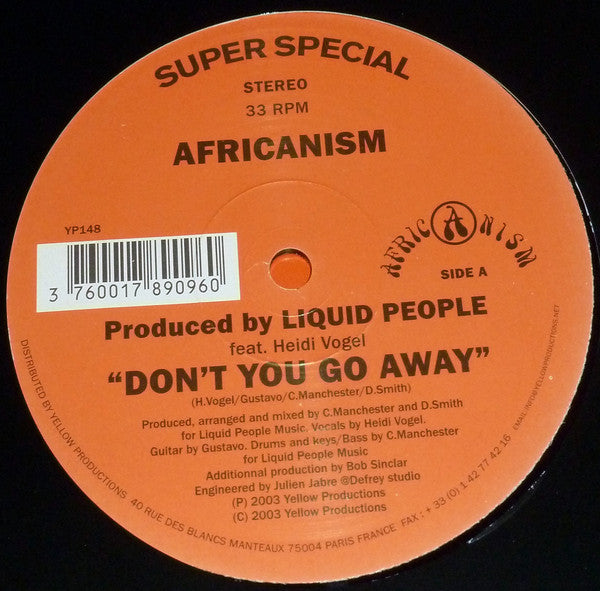 SUPER SPECIAL
STEREO
33 RPM
AFRICANISM
YP148
3 760017 890960
AFRICANISM
SIDE A
Produced by LIQUID PEOPLE
feat. Heidi Vogel
“DON'T YOU GO AWAY”
(H.Vogel/Gustavo/C.Manchester/D.Smith)
Produced, arranged and mixed by C.Manchester and D.Smith
for Liquid People Music. Vocals by Heidi Vogel.
Guitar by Gustavo. Drums and keys/Bass by C.Manchester
for Liquid People Music
Additionnal production by Bob Sinclar
Engineered by Julien Jabre @Defrey studio
(P) 2003 Yellow Productions
(C) 2003 Yellow Productions
DISTRIBUTED BY YELLOW PRODUCTIONS 40 RUE DES BLANCS MANTEAUX 75004 PARIS FRANCE FAX : + 33 (0) 1 42 77 42 16 EMAIL:INFO@YELLOWPRODUCTIONS.NET